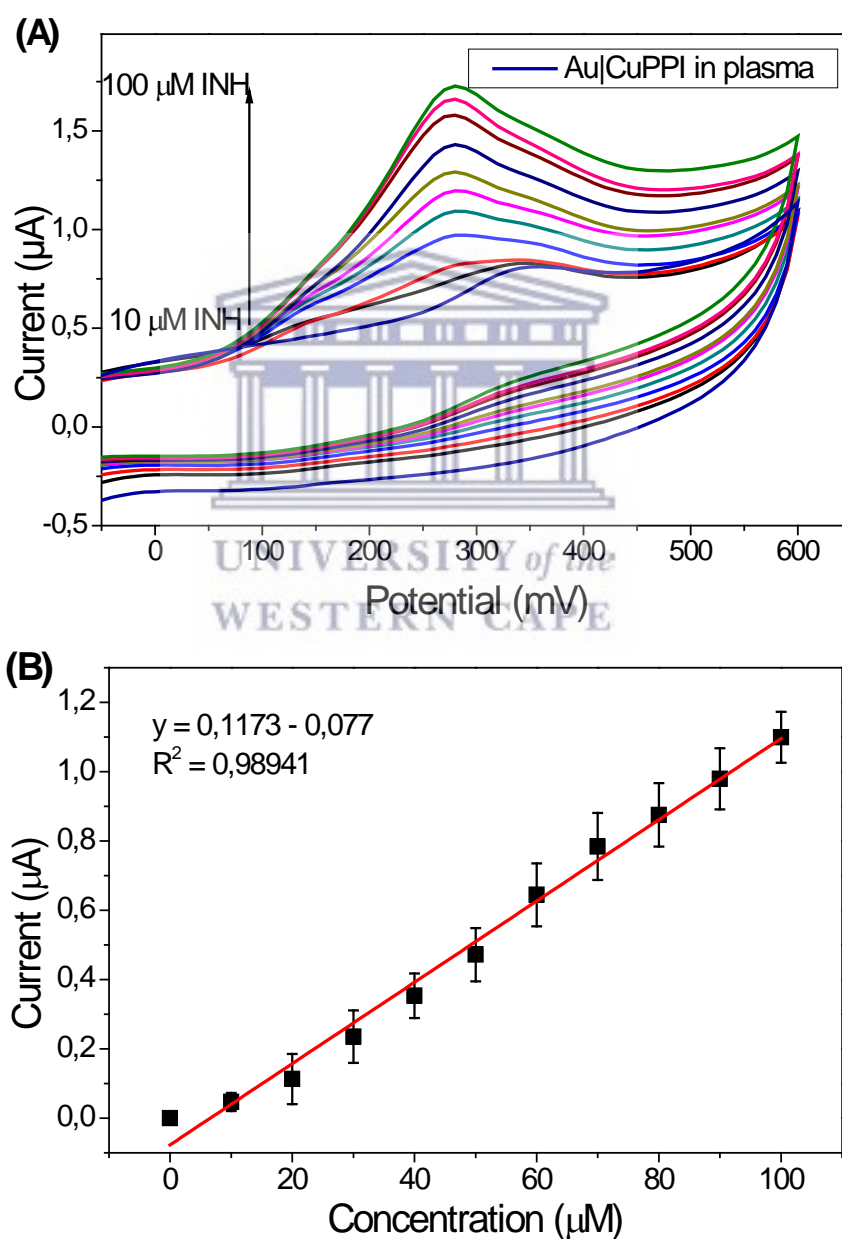 (A)
Au|CuPPI in plasma
100 μM INH
10 μM INH
1,5
1,0
0,5
0,0
-0,5
Current (μA)
0 100 200 300 400 500 600
Potential (mV)
UNIVERSITY of the
WESTERN CAPE
(B)
y = 0,1173 - 0,077
R² = 0,98941
1,2
1,0
0,8
0,6
0,4
0,2
0,0
Current (μA)
0 20 40 60 80 100
Concentration (μM)